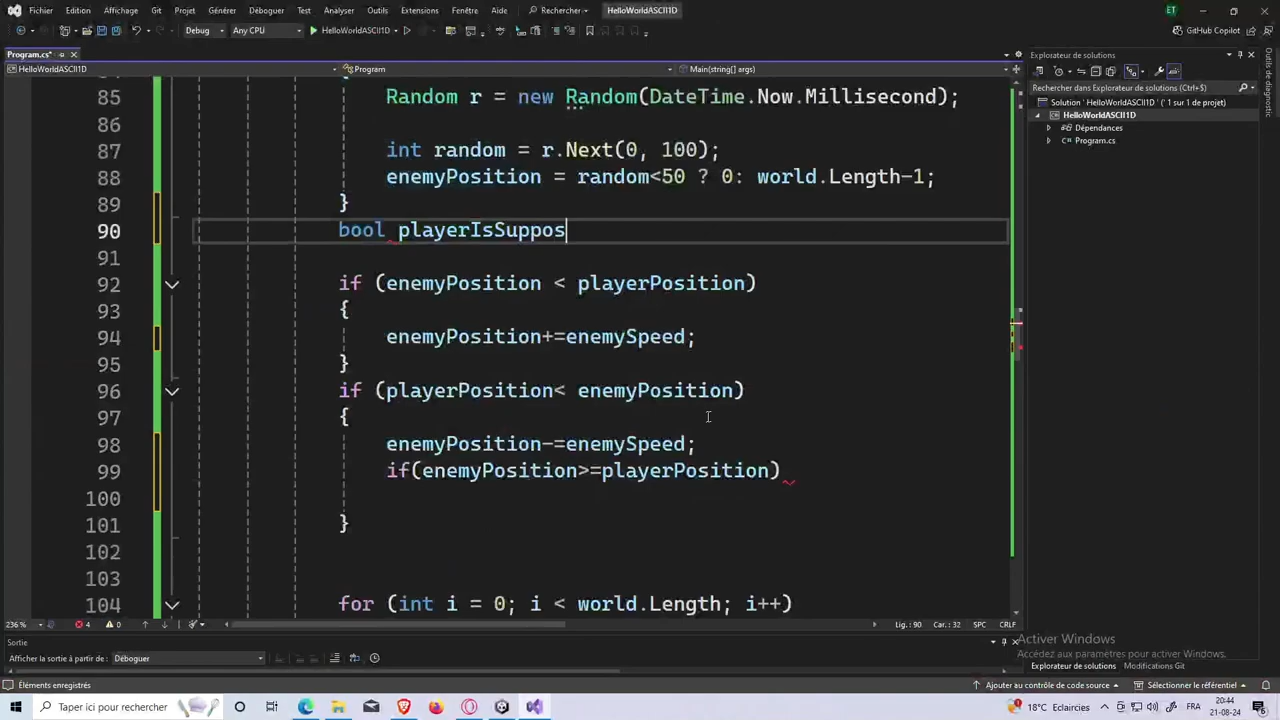 Fichier Edition Affichage Git Projet Générer Déboguer Test Analyser Outils Extensions Fenêtre Aide Rechercher HelloWorldASCII1D ET
Debug Any CPU HelloWorldASCII1D GitHub Copilot
Program.cs* Explorateur de solutions
HelloWorldASCII1D Program Main(string[] args)
Rechercher dans Explorateur de solutions (Ctrl+$)
Solution 'HelloWorldASCII1D' (' 1 sur 1 de projet)
HelloWorldASCII1D
Dépendances
Program.cs
Outils de diagnostic
85 Random r = new Random(DateTime.Now.Millisecond);
86
87 int random = r.Next(0, 100);
88 enemyPosition = random<50 ? 0: world.Length-1;
89 }
90 bool playerIsSuppos
91
92 if (enemyPosition < playerPosition)
93 {
94 enemyPosition+=enemySpeed;
95 }
96 if (playerPosition< enemyPosition)
97 {
98 enemyPosition-=enemySpeed;
99 if(enemyPosition>=playerPosition)
100
101 }
102
103
104 for (int i = 0; i < world.Length; i++)
236 % 4 0 Lig : 90 Car.: 32 SPC CRLF
Sortie
Afficher la sortie à partir de : Déboguer
Activer Windows
Accédez aux paramètres pour activer Windows.
Explorateur de solutions Modifications Git
Éléments enregistrés Ajouter au contrôle de code source Sélectionner le référentiel
Taper ici pour rechercher 18°C Eclaircies FRA 20:44
21-08-24